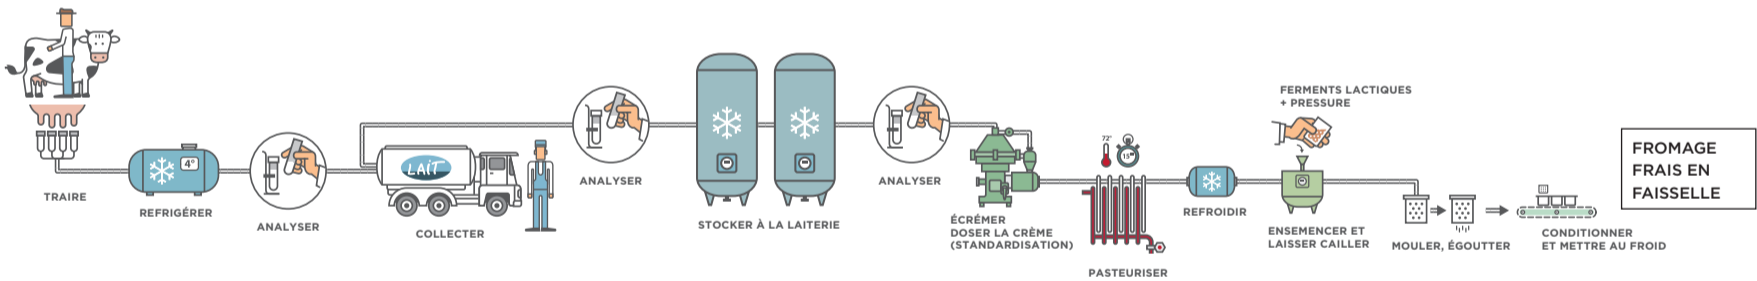 TRAIRE
4°
REFRIGÉRER
ANALYSER
LAIT
COLLECTER
ANALYSER
STOCKER À LA LAITERIE
ANALYSER
ÉCRÉMER
DOSER LA CRÈME
(STANDARDISATION)
72°
15
PASTEURISER
REFROIDIR
FERMENTS LACTIQUES
+ PRESSURE
ENSEMENCER ET
LAISSER CAILLER
MOULER, ÉGOUTTER
CONDITIONNER
ET METTRE AU FROID
FROMAGE
FRAIS EN
FAISSELLE